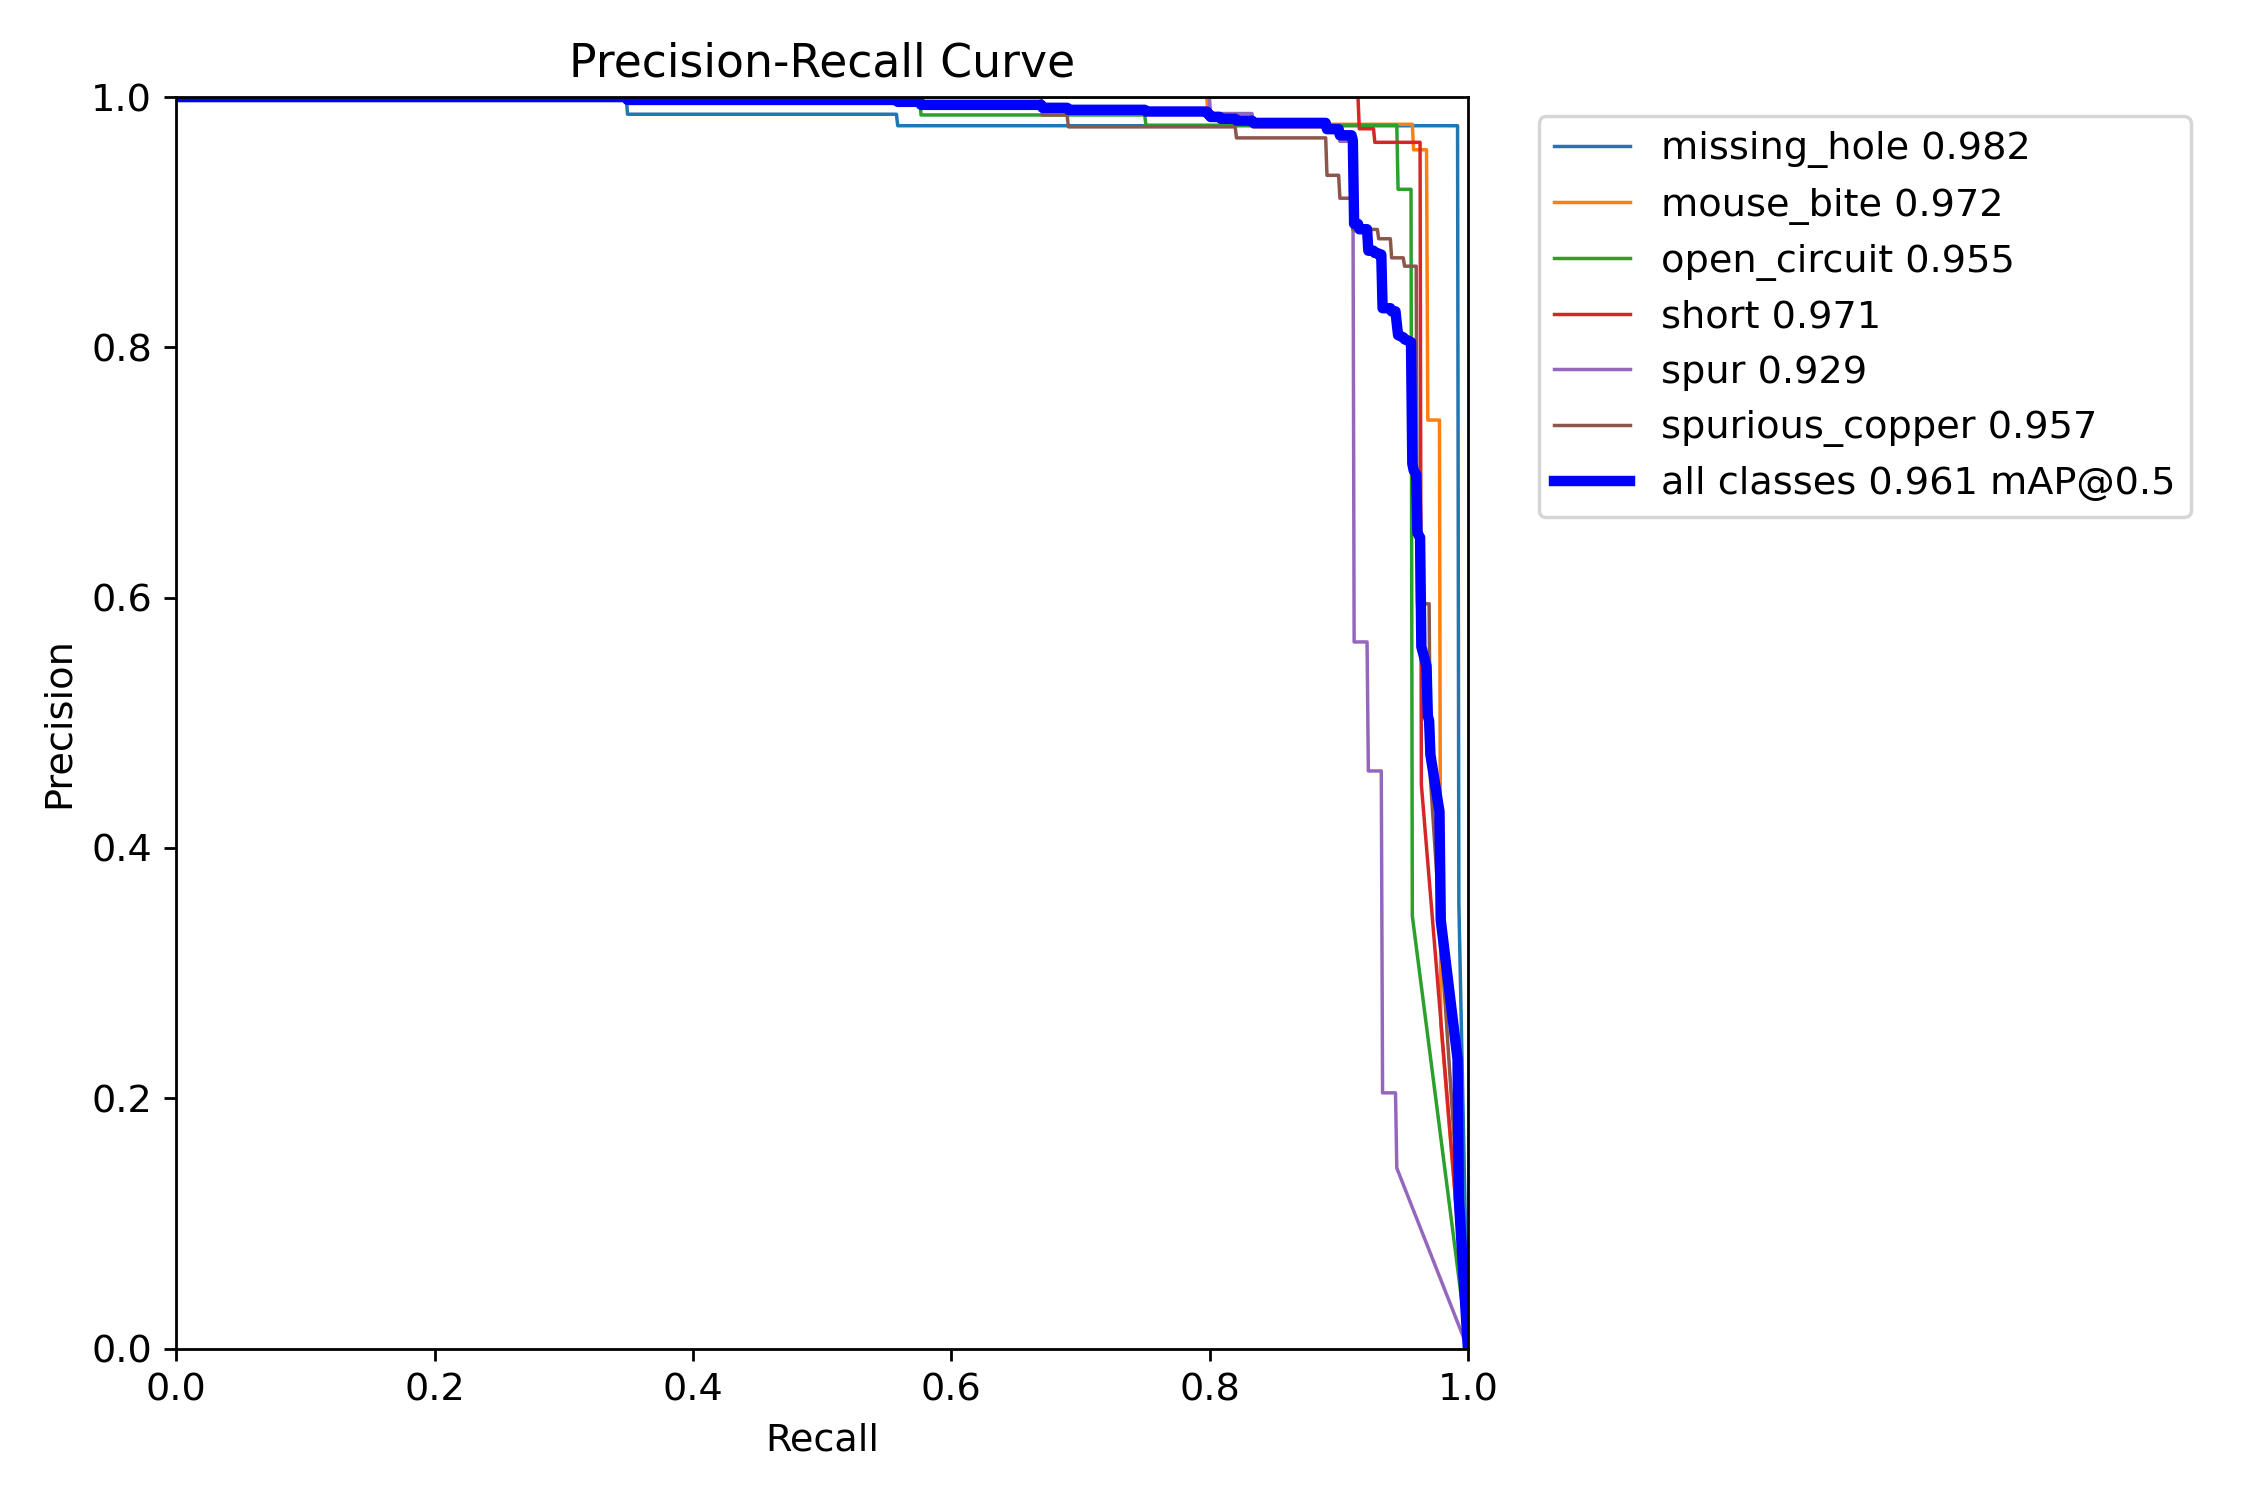 Precision-Recall Curve
1.0
0.8
0.6
0.4
0.2
0.0
Precision
0.0 0.2 0.4 0.6 0.8 1.0
Recall
missing_hole 0.982
mouse_bite 0.972
open_circuit 0.955
short 0.971
spur 0.929
spurious_copper 0.957
all classes 0.961 mAP@0.5